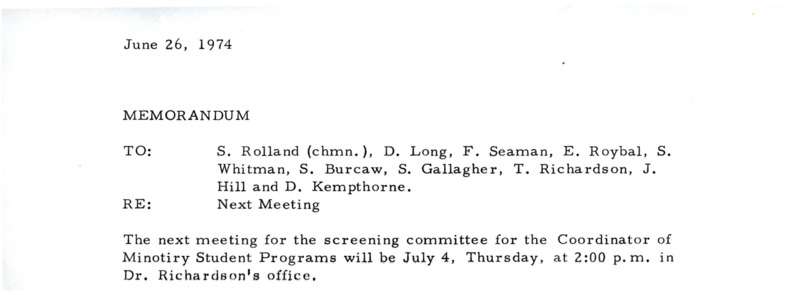 June 26, 1974
MEMORANDUM
TO: S. Rolland (chmn.), D. Long, F. Seaman, E. Roybal, S.
Whitman, S. Burcaw, S. Gallagher, T. Richardson, J.
Hill and D. Kempthorne.
RE: Next Meeting
The next meeting for the screening committee for the Coordinator of
Minotiry Student Programs will be July 4, Thursday, at 2:00 p.m. in
Dr. Richardson's office.